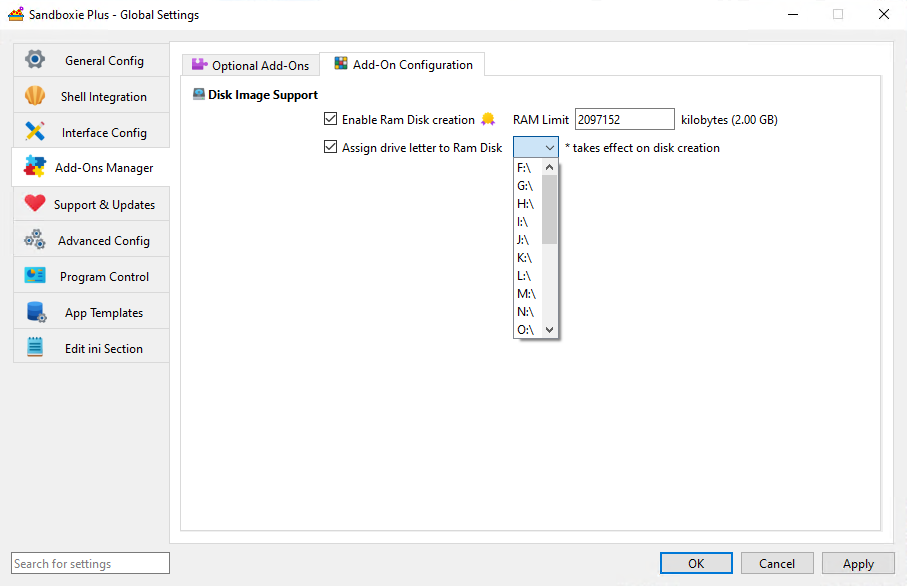 Sandboxie Plus - Global Settings
General Config
Shell Integration
Interface Config
Add-Ons Manager
Support & Updates
Advanced Config
Program Control
App Templates
Edit ini Section
Optional Add-Ons
Add-On Configuration
Disk Image Support
Enable Ram Disk creation
RAM Limit
2097152
kilobytes (2.00 GB)
Assign drive letter to Ram Disk
* takes effect on disk creation
F:\
G:\
H:\
I:\
J:\
K:\
L:\
M:\
N:\
O:\
Search for settings
OK
Cancel
Apply